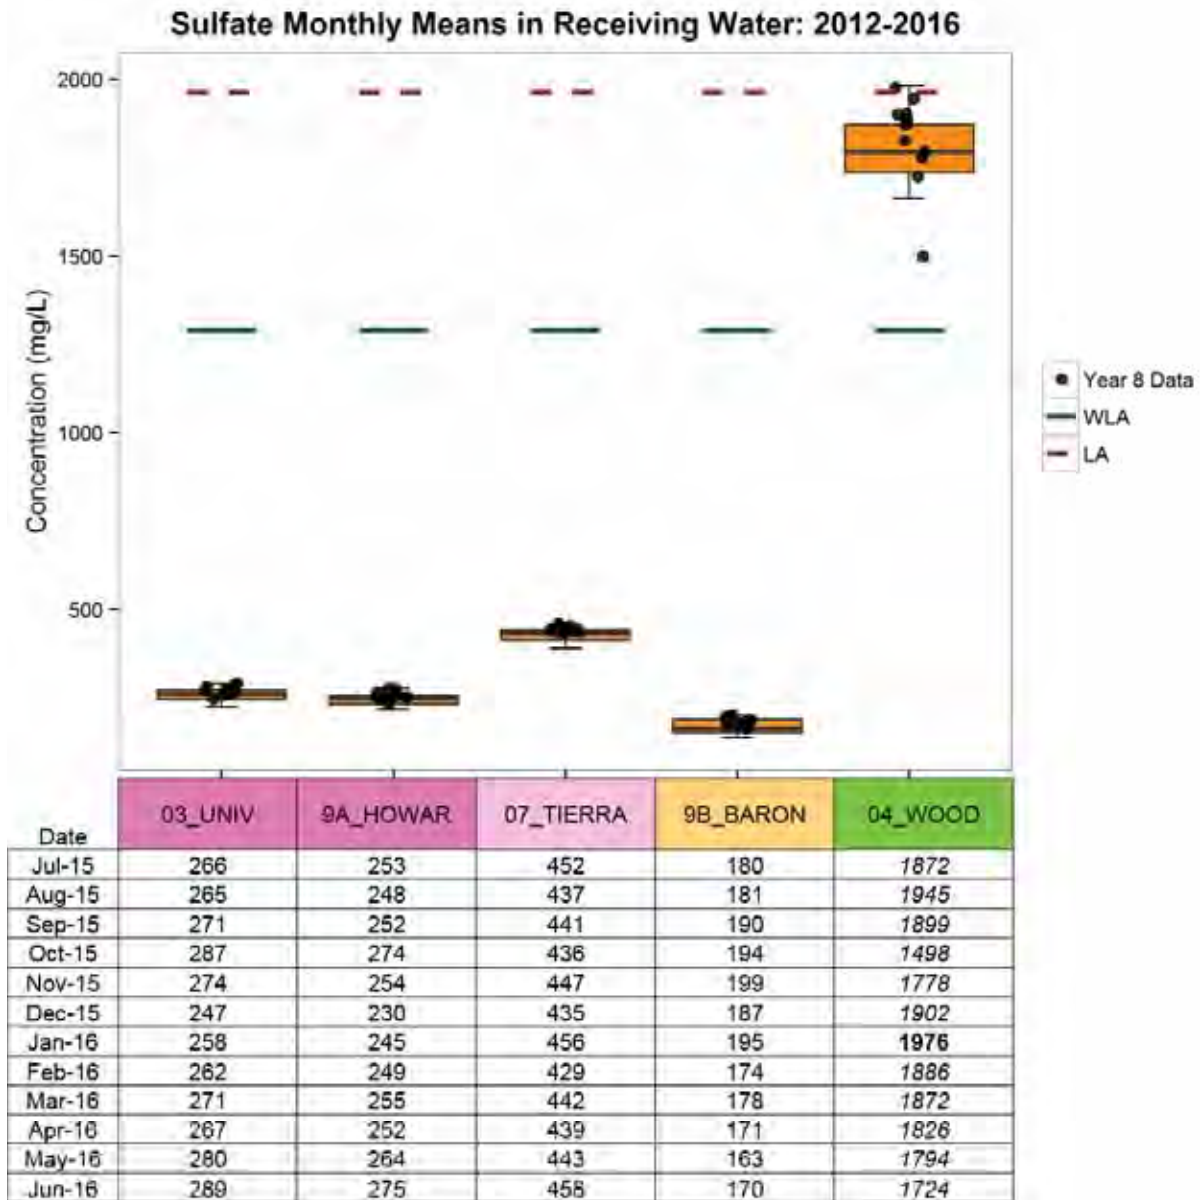 Sulfate Monthly Means in Receiving Water: 2012-2016
Concentration (mg/L)
2000
1500
1000
500
Year 8 Data
WLA
LA
Date 03_UNIV 9A_HOWAR 07_TIERRA 9B_BARON 04_WOOD
Jul-15 266 253 452 180 1872
Aug-15 265 248 437 181 1945
Sep-15 271 252 441 190 1899
Oct-15 287 274 436 194 1498
Nov-15 274 254 447 199 1778
Dec-15 247 230 435 187 1902
Jan-16 258 245 456 195 1976
Feb-16 262 249 429 174 1886
Mar-16 271 255 442 178 1872
Apr-16 267 252 439 171 1826
May-16 280 264 443 163 1794
Jun-16 289 275 458 170 1724